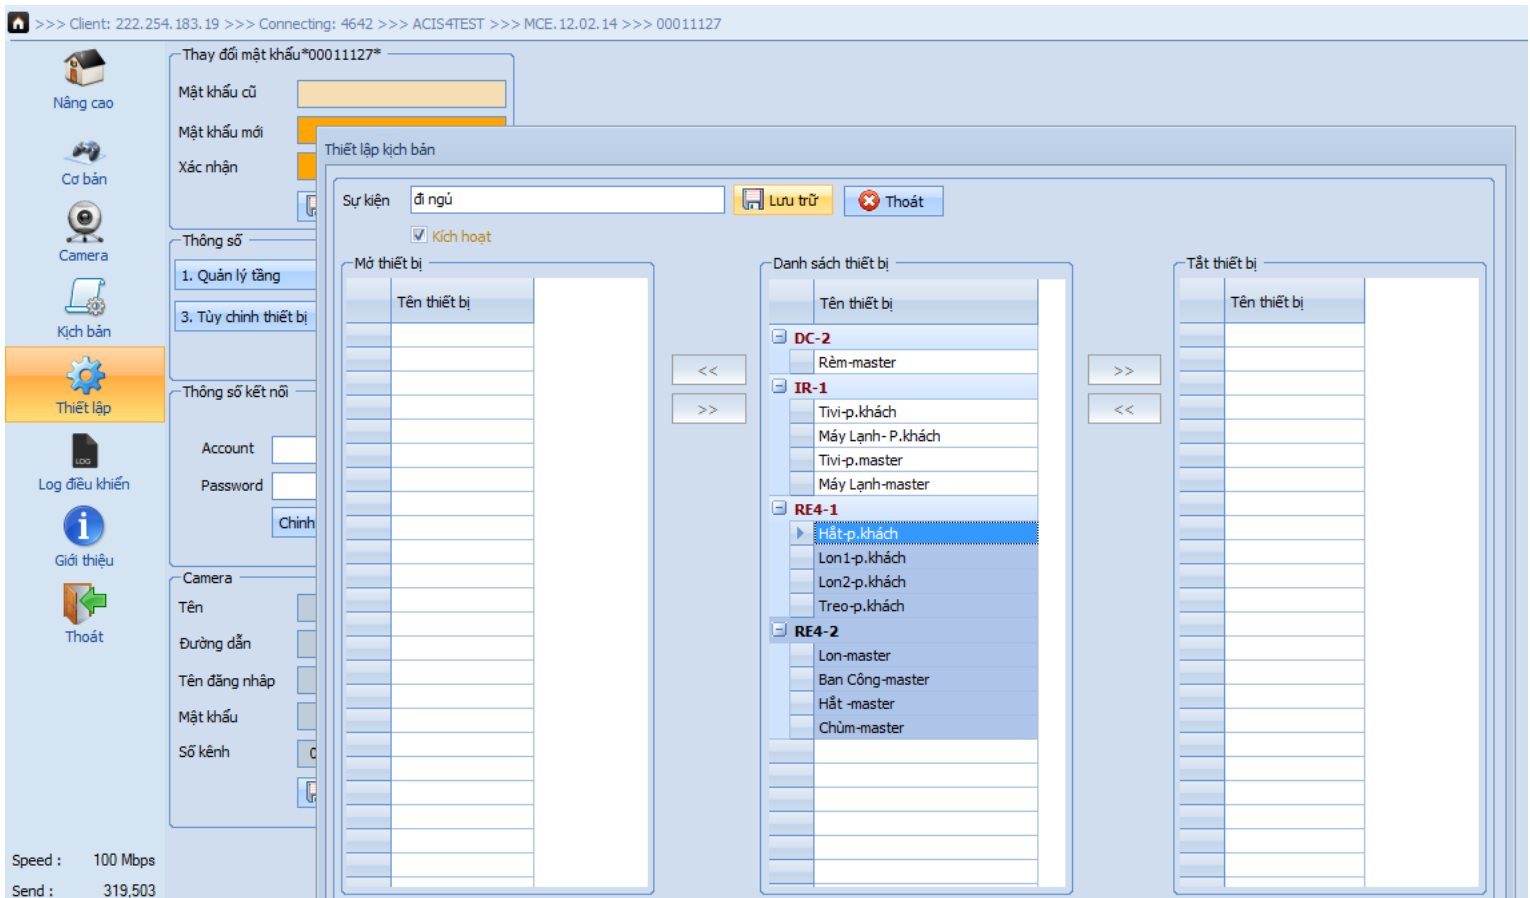 >>> Client: 222.254.183.19 >>> Connecting: 4642 >>> ACIS4TEST >>> MCE.12.02.14 >>> 00011127
Nâng cao
Cơ bản
Camera
Kịch bản
Thiết lập
LOG
Log điều khiển
Giới thiệu
Thoát
Speed : 100 Mbps
Send : 319,503
Thay đổi mật khẩu*00011127*
Mật khẩu cũ
Mật khẩu mới
Xác nhận
Thông số
1. Quản lý tầng
3. Tùy chỉnh thiết bị
Thông số kết nối
Account
Password
Chỉnh
Camera
Tên
Đường dẫn
Tên đăng nhập
Mật khẩu
Số kênh 0
Thiết lập kịch bản
Sự kiện đi ngủ Lưu trữ Thoát
Kích hoạt
Mở thiết bị
Tên thiết bị
<<
>>
Danh sách thiết bị
Tên thiết bị
DC-2
Rèm-master
IR-1
Tivi-p.khách
Máy Lạnh- P.khách
Tivi-p.master
Máy Lạnh-master
RE4-1
Hắt-p.khách
Lon1-p.khách
Lon2-p.khách
Treo-p.khách
RE4-2
Lon-master
Ban Công-master
Hắt -master
Chùm-master
>>
<<
Tắt thiết bị
Tên thiết bị